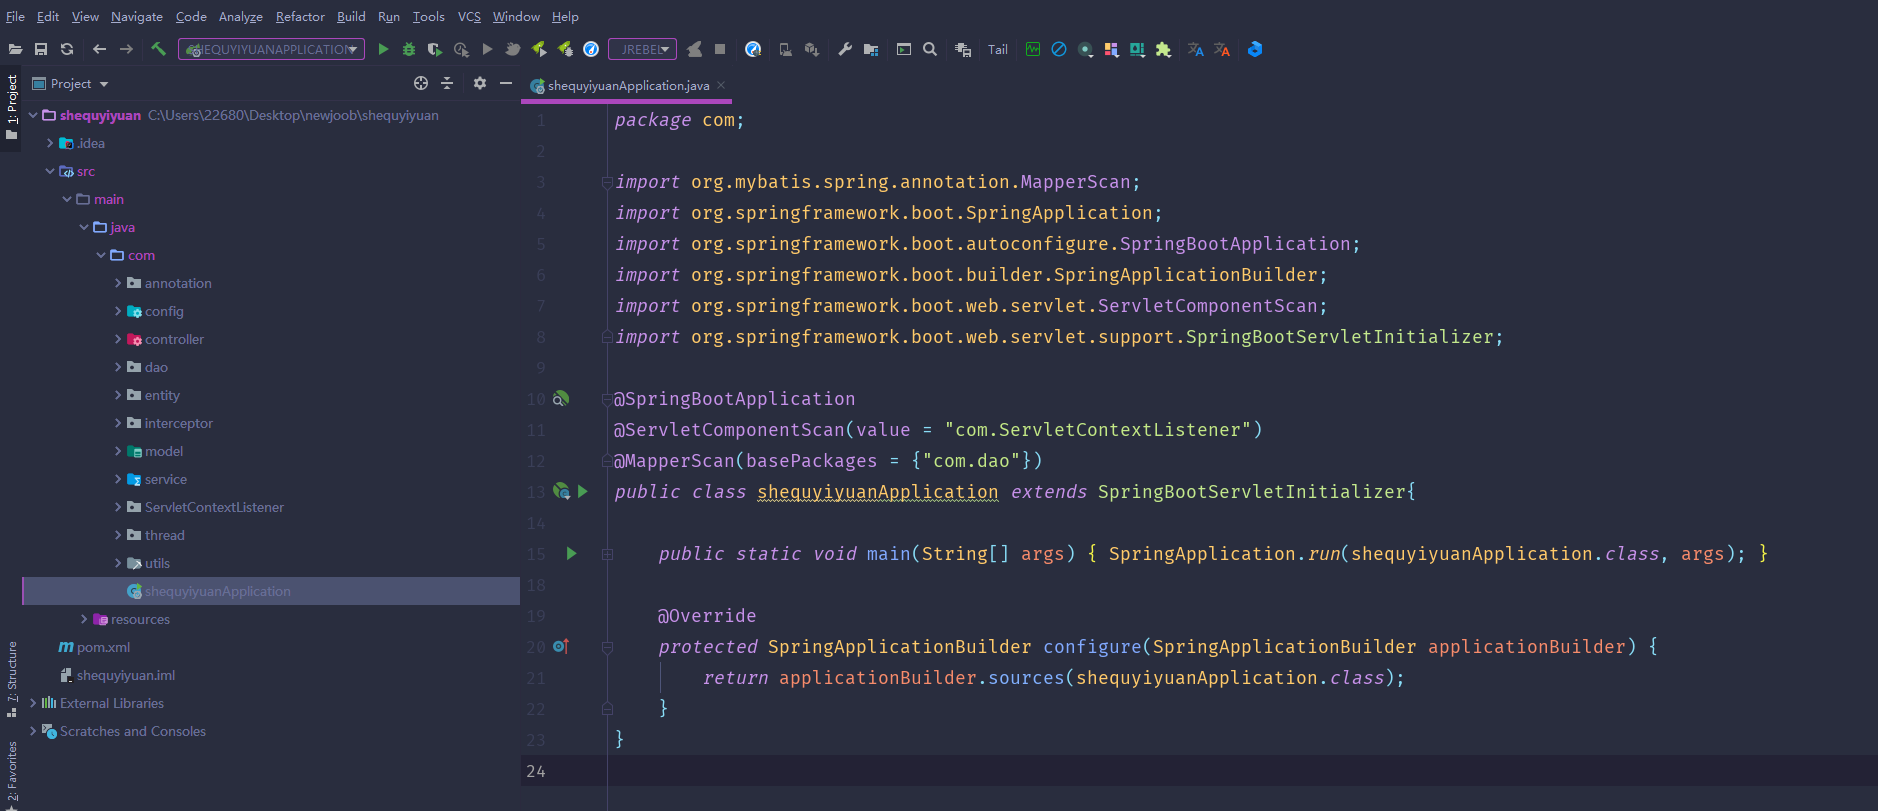 File Edit View Navigate Code Analyze Refactor Build Run Tools VCS Window Help
SHEQUYIYUANAPPLICATION JREBEL Tail
1: Project
7: Structure
2: Favorites
Project
shequyiyuan C:\Users\22680\Desktop\newjoob\shequyiyuan
.idea
src
main
java
com
annotation
config
controller
dao
entity
interceptor
model
service
ServletContextListener
thread
utils
shequyiyuanApplication
resources
pom.xml
shequyiyuan.iml
External Libraries
Scratches and Consoles
shequyiyuanApplication.java
1 package com;
2
3 import org.mybatis.spring.annotation.MapperScan;
4 import org.springframework.boot.SpringApplication;
5 import org.springframework.boot.autoconfigure.SpringBootApplication;
6 import org.springframework.boot.builder.SpringApplicationBuilder;
7 import org.springframework.boot.web.servlet.ServletComponentScan;
8 import org.springframework.boot.web.servlet.support.SpringBootServletInitializer;
9
10 @SpringBootApplication
11 @ServletComponentScan(value = "com.ServletContextListener")
12 @MapperScan(basePackages = {"com.dao"})
13 public class shequyiyuanApplication extends SpringBootServletInitializer{
14
15 public static void main(String[] args) { SpringApplication.run(shequyiyuanApplication.class, args); }
18
19 @Override
20 protected SpringApplicationBuilder configure(SpringApplicationBuilder applicationBuilder) {
21 return applicationBuilder.sources(shequyiyuanApplication.class);
22 }
23 }
24